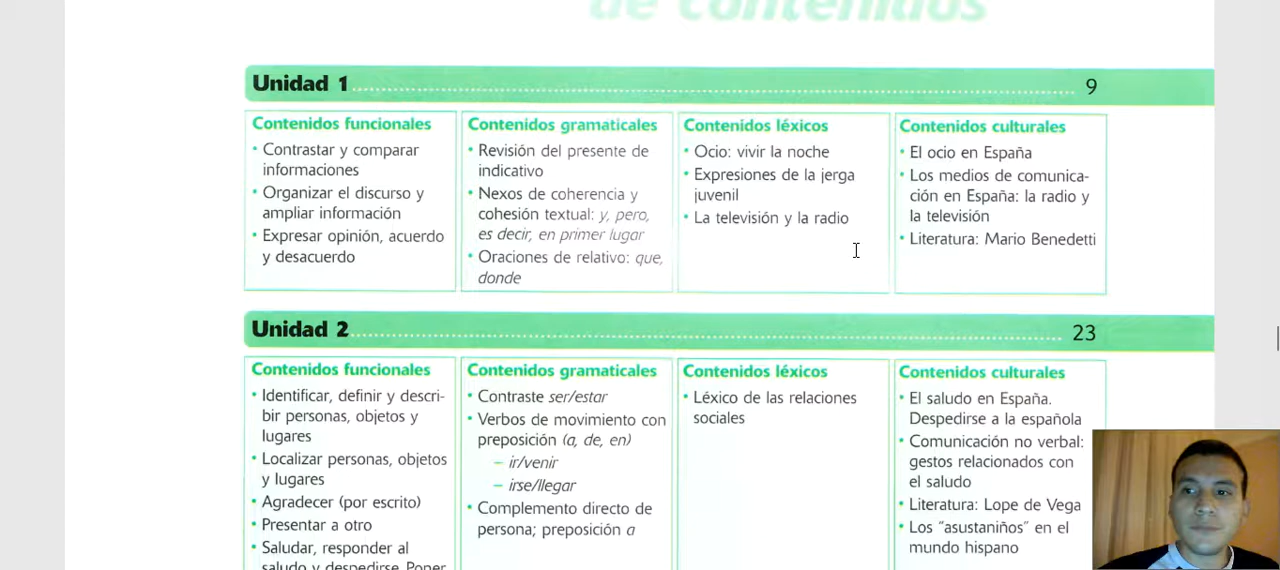 de contenidos
Unidad 1 9
Contenidos funcionales
• Contrastar y comparar
informaciones
• Organizar el discurso y
ampliar información
• Expresar opinión, acuerdo
y desacuerdo
Contenidos gramaticales
• Revisión del presente de
indicativo
• Nexos de coherencia y
cohesión textual: y, pero,
es decir, en primer lugar
• Oraciones de relativo: que,
donde
Contenidos léxicos
• Ocio: vivir la noche
• Expresiones de la jerga
juvenil
• La televisión y la radio
Contenidos culturales
• El ocio en España
• Los medios de comunica-
ción en España: la radio y
la televisión
• Literatura: Mario Benedetti
Unidad 2 23
Contenidos funcionales
• Identificar, definir y descri-
bir personas, objetos y
lugares
• Localizar personas, objetos
y lugares
• Agradecer (por escrito)
• Presentar a otro
• Saludar, responder al
saludo y despedirse. Poner
Contenidos gramaticales
• Contraste ser/estar
• Verbos de movimiento con
preposición (a, de, en)
– ir/venir
– irse/llegar
• Complemento directo de
persona; preposición a
Contenidos léxicos
• Léxico de las relaciones
sociales
Contenidos culturales
• El saludo en España.
Despedirse a la española
• Comunicación no verbal:
gestos relacionados con
el saludo
• Literatura: Lope de Vega
• Los "asustaniños" en el
mundo hispano